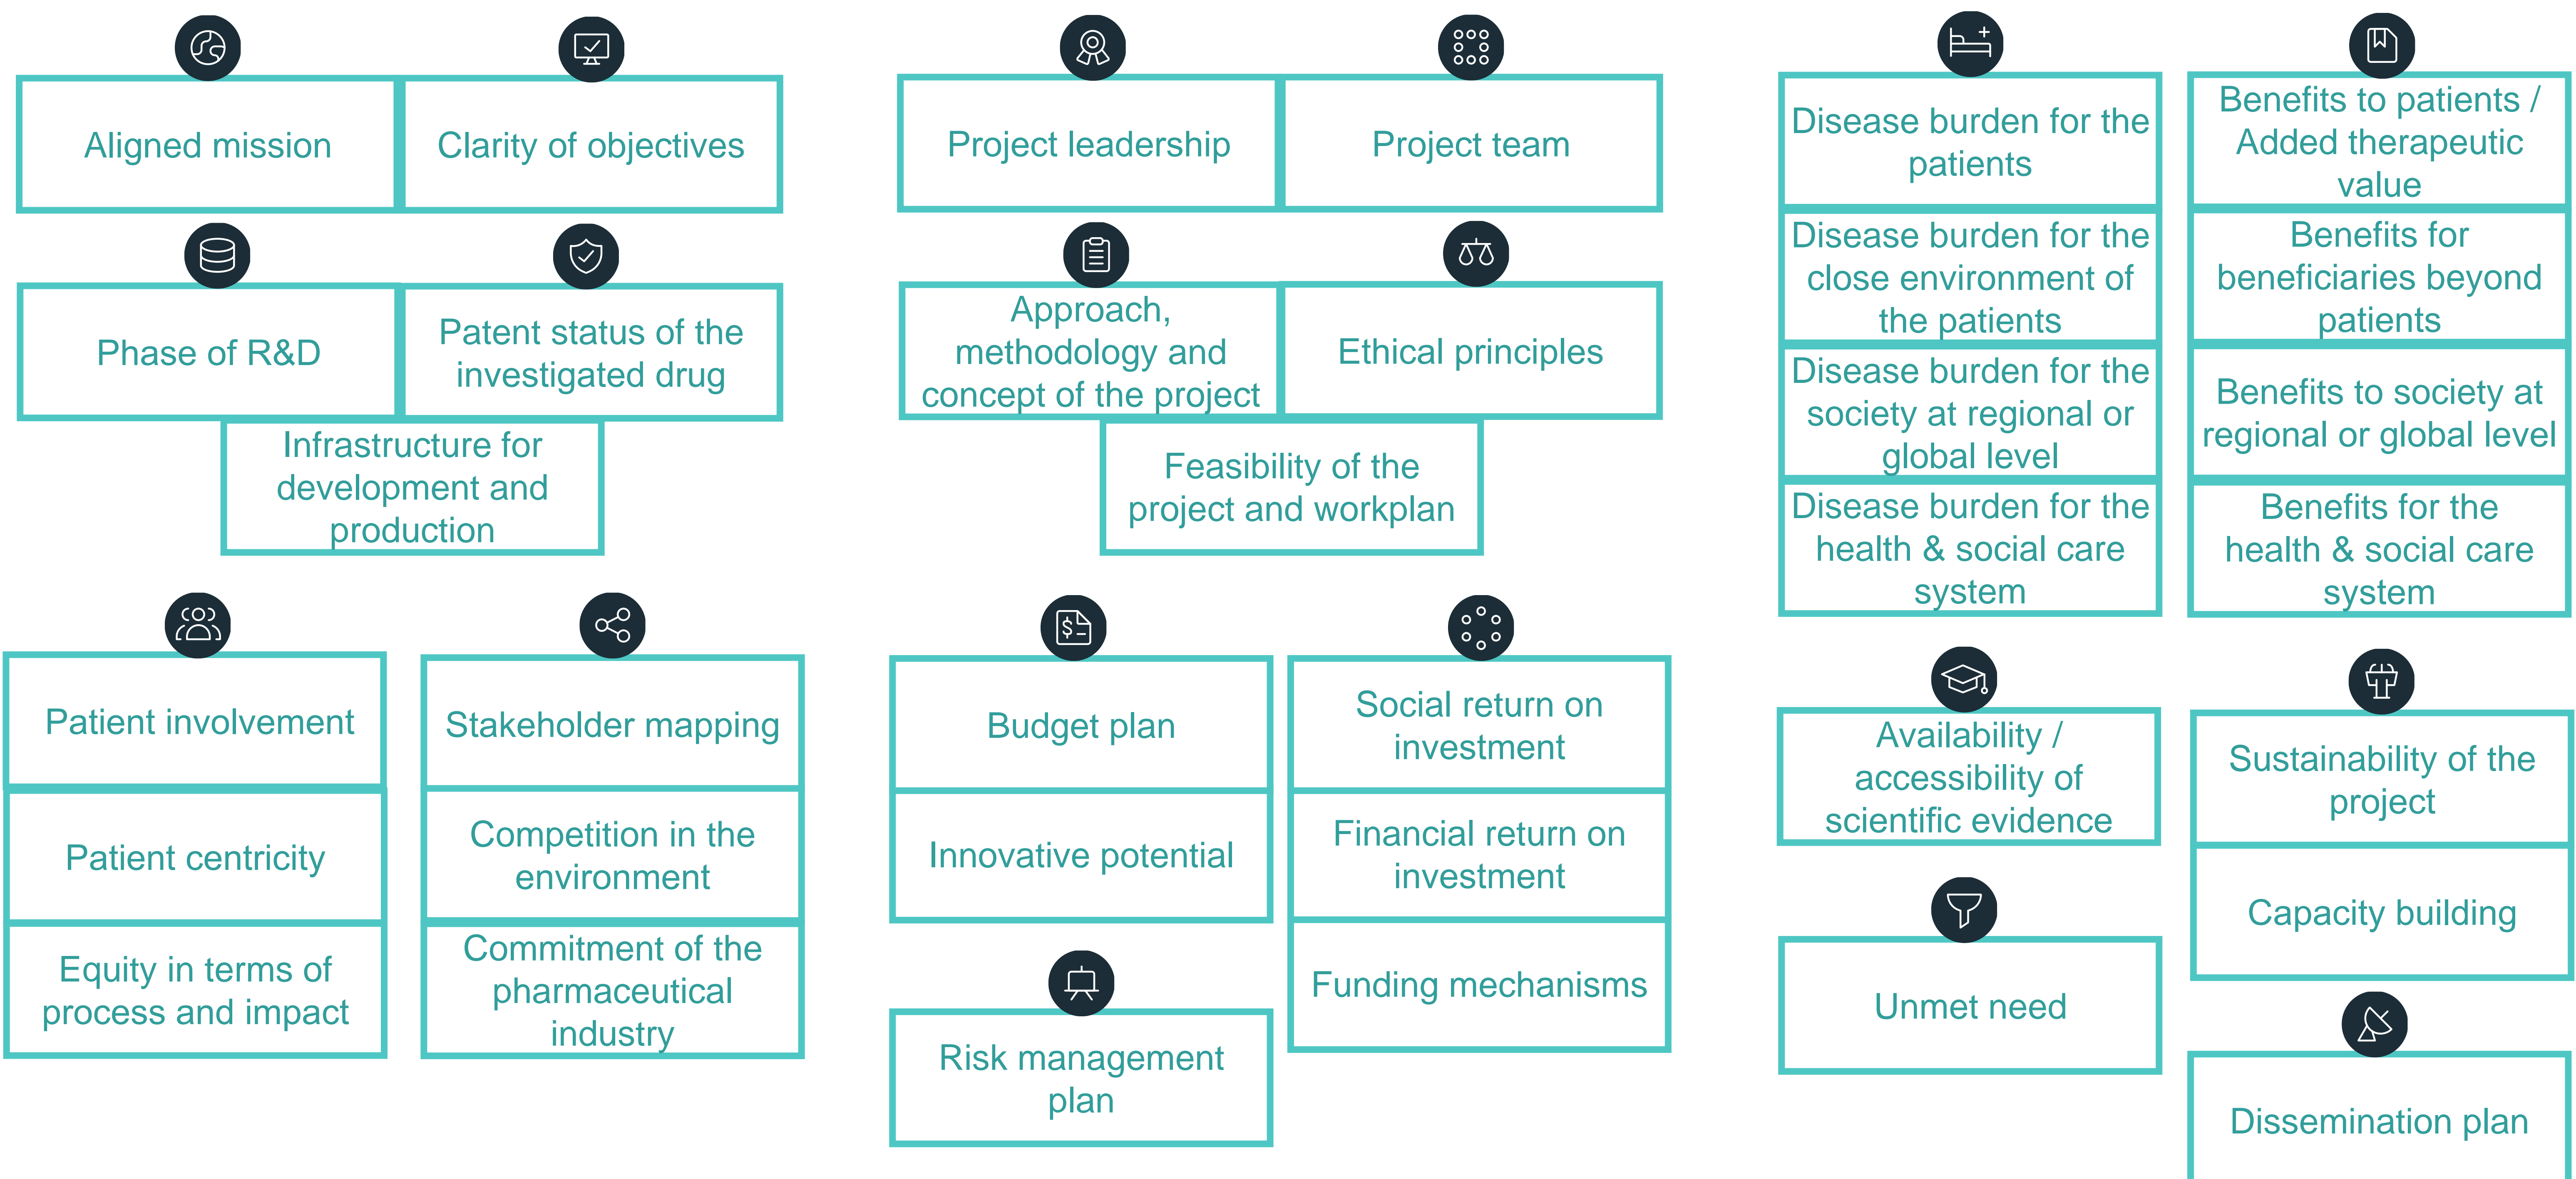 Aligned mission
Clarity of objectives
Phase of R&D
Patent status of the
investigated drug
Infrastructure for
development and
production
Project leadership
Project team
Approach,
methodology and
concept of the project
Ethical principles
Feasibility of the
project and workplan
Disease burden for the
patients
Disease burden for the
close environment of
the patients
Disease burden for the
society at regional or
global level
Disease burden for the
health & social care
system
Benefits to patients /
Added therapeutic
value
Benefits for
beneficiaries beyond
patients
Benefits to society at
regional or global level
Benefits for the
health & social care
system
Patient involvement
Patient centricity
Equity in terms of
process and impact
Stakeholder mapping
Competition in the
environment
Commitment of the
pharmaceutical
industry
Budget plan
Innovative potential
Risk management
plan
Social return on
investment
Financial return on
investment
Funding mechanisms
Availability /
accessibility of
scientific evidence
Unmet need
Sustainability of the
project
Capacity building
Dissemination plan